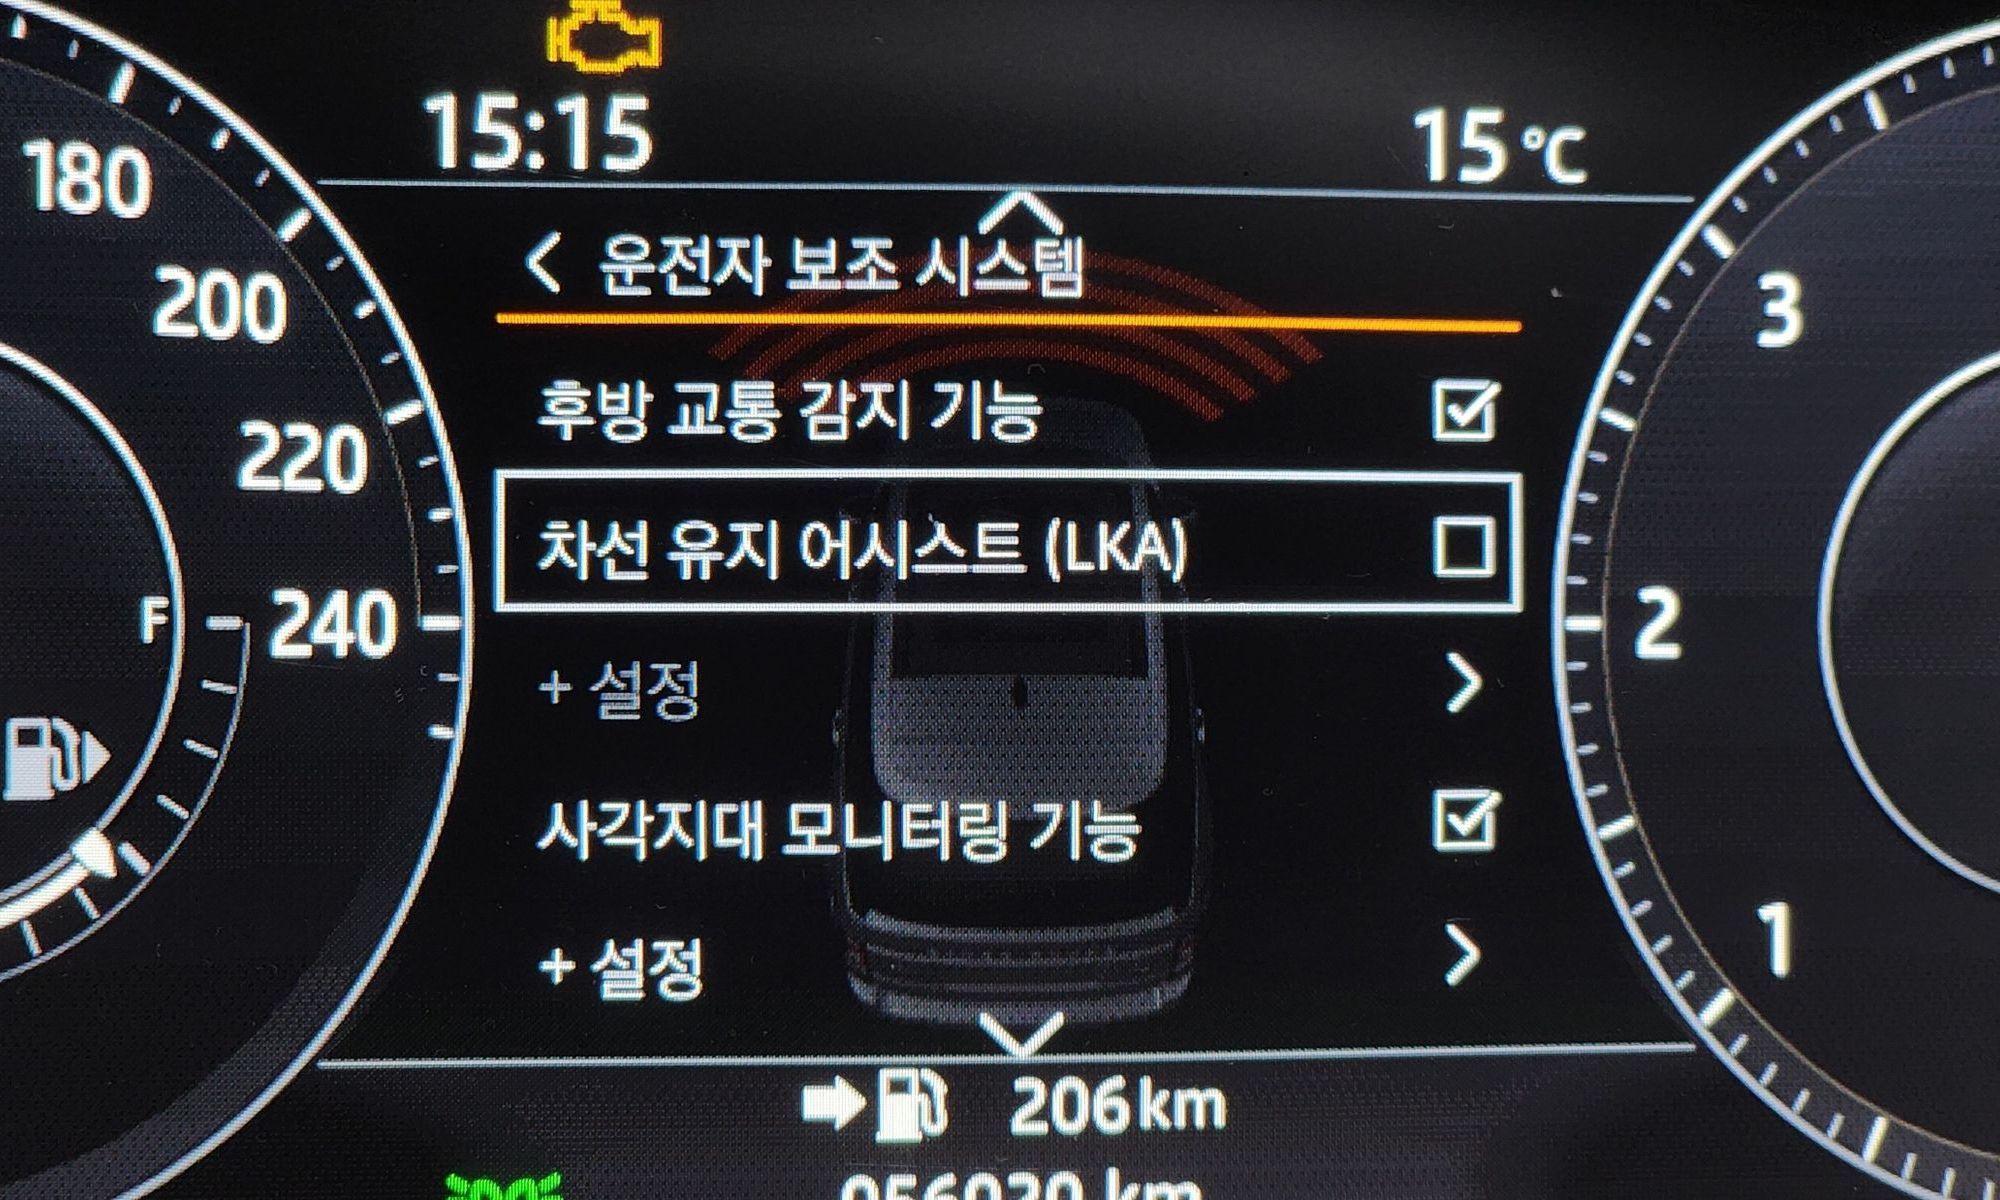 15:15
15 °C
운전자 보조 시스템
후방 교통 감지 기능
차선 유지 어시스트 (LKA)
+ 설정
사각지대 모니터링 기능
+ 설정
206 km
km
180
200
220
240
F
3
2
1